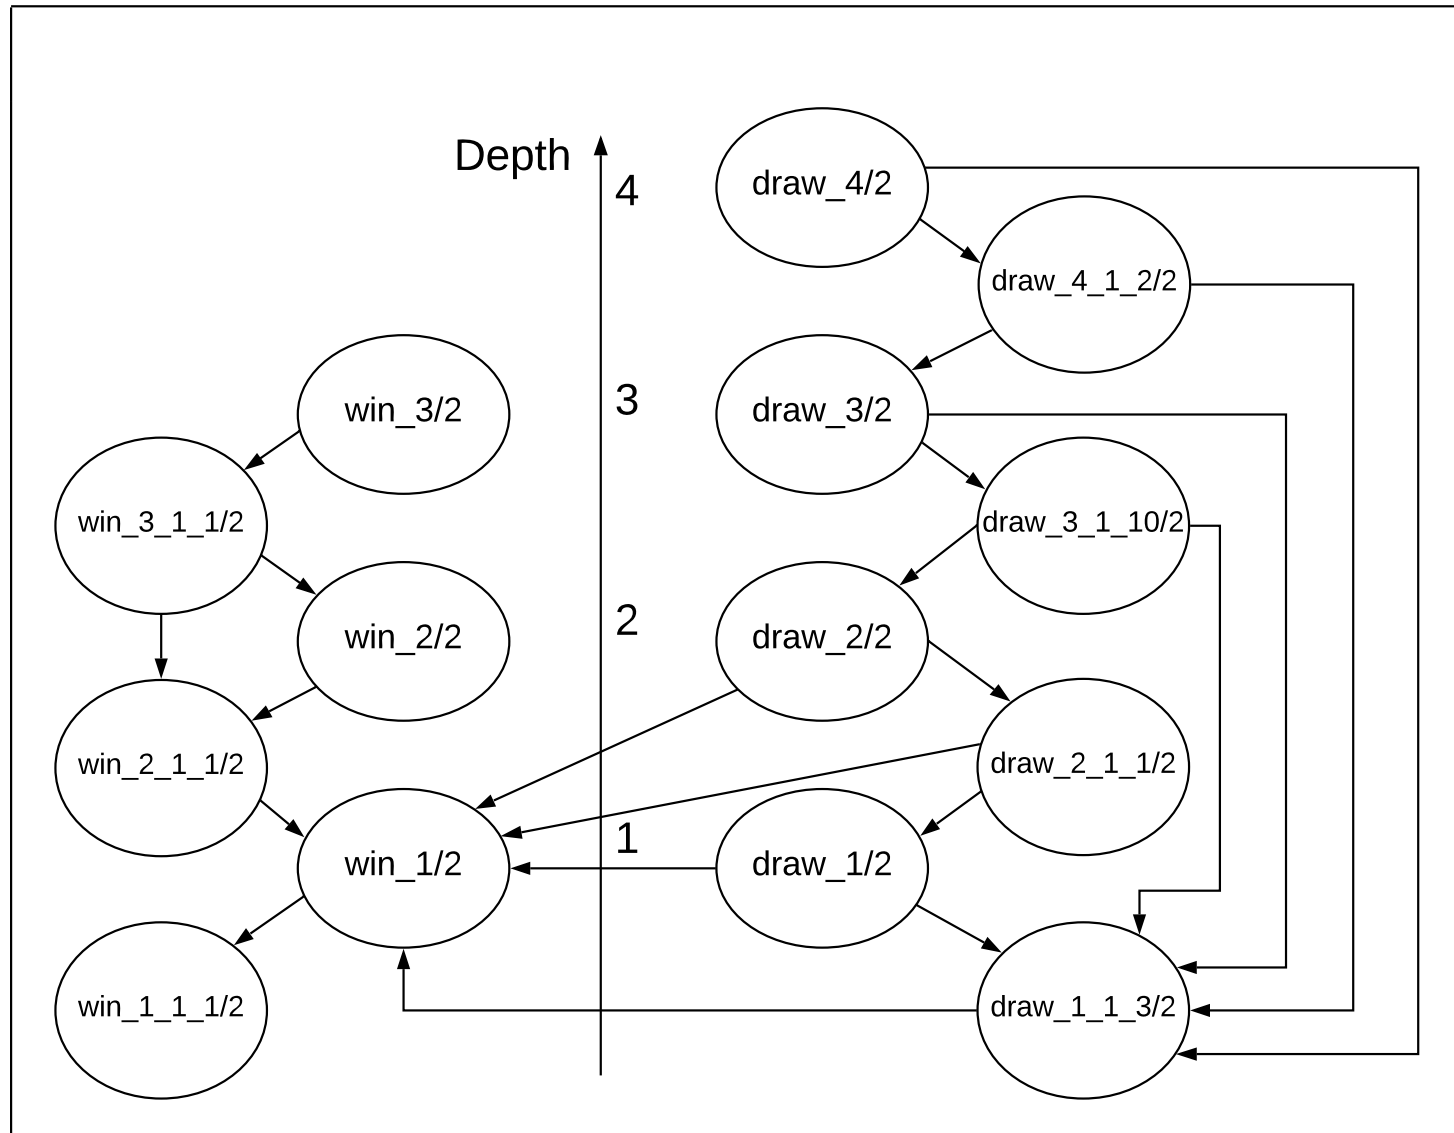 Depth
4
draw_4/2
draw_4_1_2/2
3
win_3/2
draw_3/2
win_3_1_1/2
draw_3_1_10/2
2
win_2/2
draw_2/2
win_2_1_1/2
draw_2_1_1/2
1
win_1/2
draw_1/2
win_1_1_1/2
draw_1_1_3/2